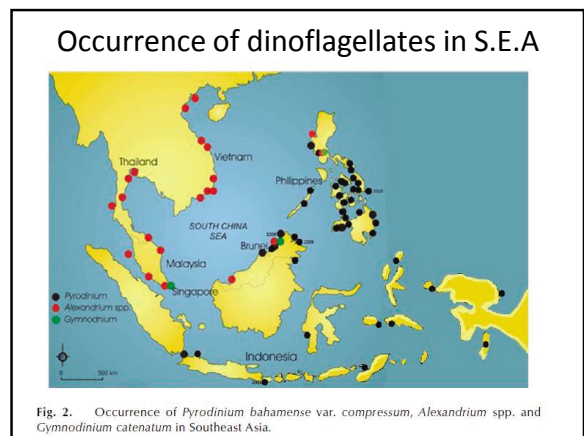 Occurrence of dinoflagellates in S.E.A
Thailand
Vietnam
Philippines
SOUTH CHINA
SEA
Brunei
Malaysia
Singapore
Pyrodinium
Alexandrium spp.
Gymnodnium
Indonesia
0 500 km
Fig. 2. Occurrence of Pyrodinium bahamense var. compressum, Alexandrium spp. and
Gymnodinium catenatum in Southeast Asia.